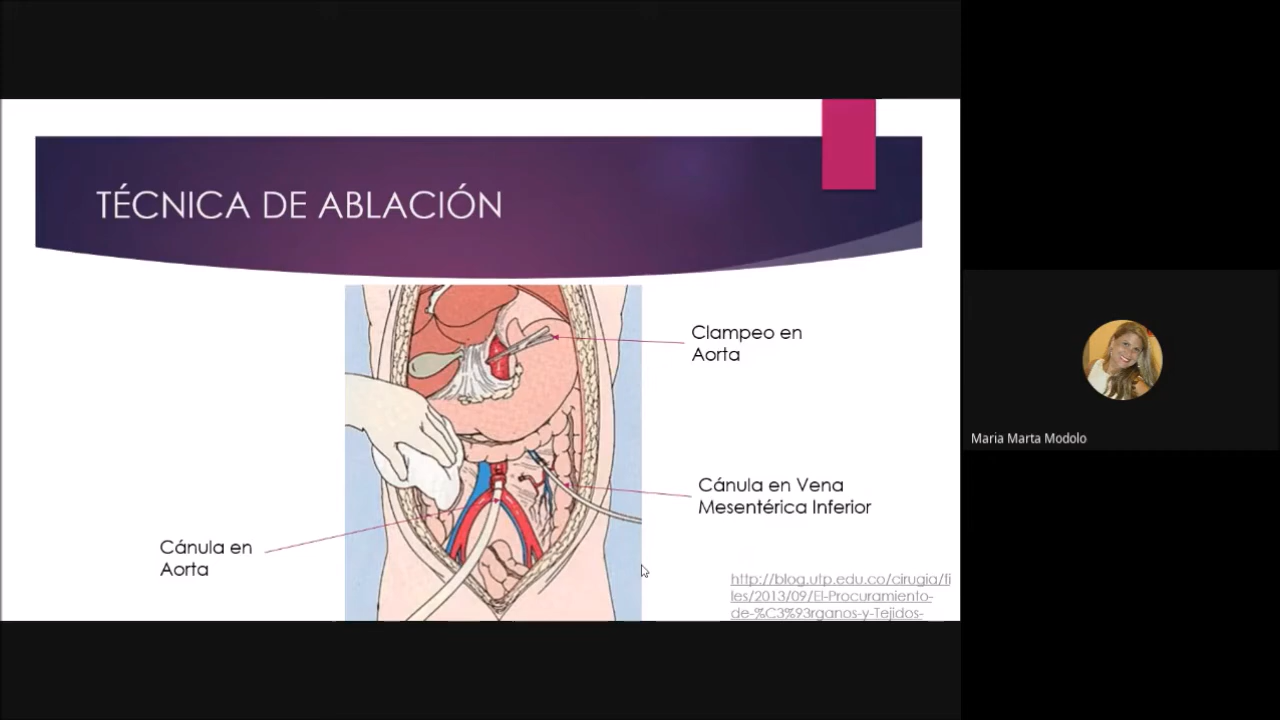 TÉCNICA DE ABLACIÓN
Clampeo en
Aorta
Cánula en Vena
Mesentérica Inferior
Cánula en
Aorta
http://blog.utp.edu.co/cirugia/fi
les/2013/09/El-Procuramiento-
de-%C3%93rganos-y-Tejidos-
Maria Marta Modolo